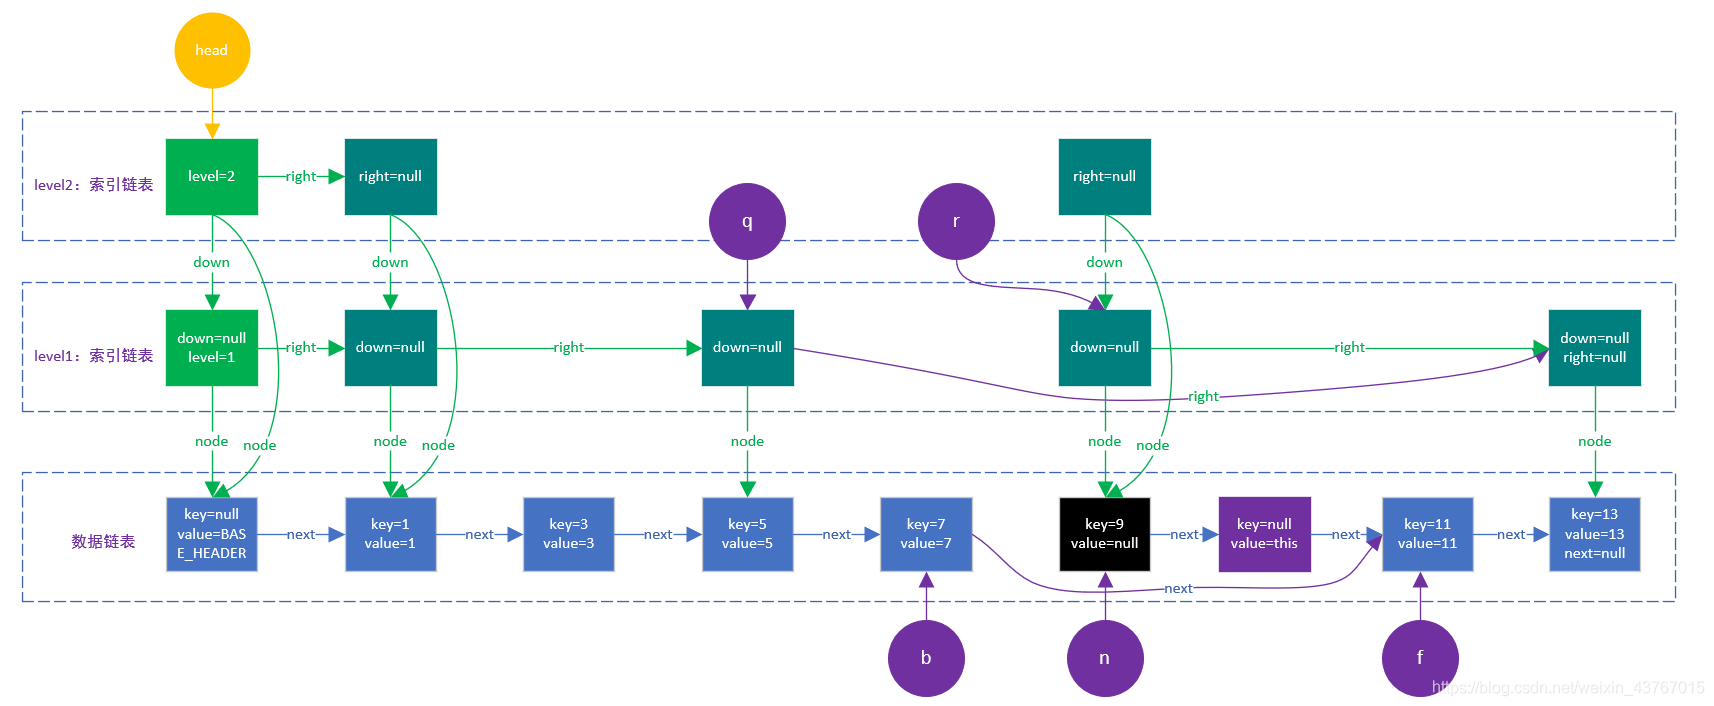 head
level2：索引链表
level=2
right
right=null
right=null
q
r
down
down
down
level1：索引链表
down=null
level=1
right
down=null
right
down=null
down=null
right
down=null
right=null
right
node
node
node
node
node
node
node
数据链表
key=null
value=BAS
E_HEADER
next
key=1
value=1
next
key=3
value=3
next
key=5
value=5
next
key=7
value=7
key=9
value=null
next
key=null
value=this
next
key=11
value=11
next
key=13
value=13
next=null
next
b
n
f
https://blog.csdn.net/weixin_43767015